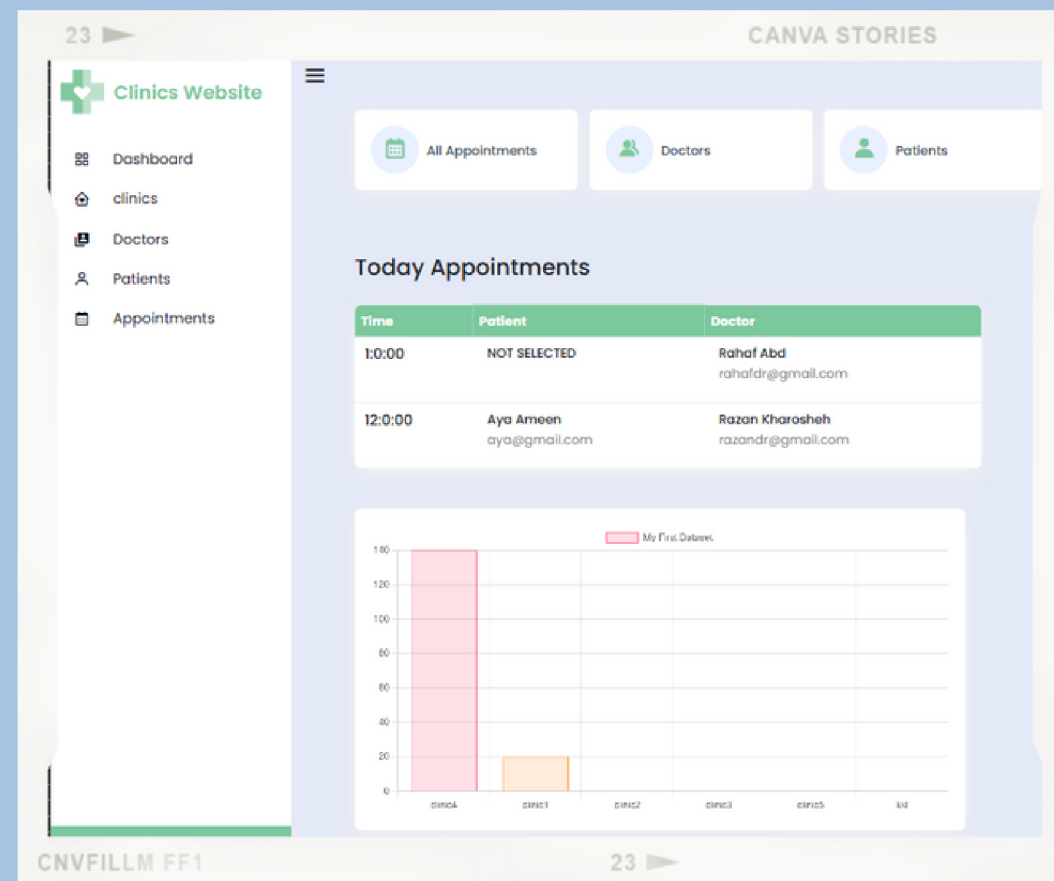 23
CANVA STORIES
Clinics Website
Dashboard
clinics
Doctors
Patients
Appointments
All Appointments
Doctors
Patients
Today Appointments
Time Patient Doctor
1:0:00 NOT SELECTED Rahaf Abd
rahafdr@gmail.com
12:0:00 Aya Ameen Razan Kharosheh
aya@gmail.com razandr@gmail.com
My First Dataset
140
120
100
80
60
40
20
0
clinic4 clinic1 clinic2 clinic3 clinic5
CNVFILLM FF1
23